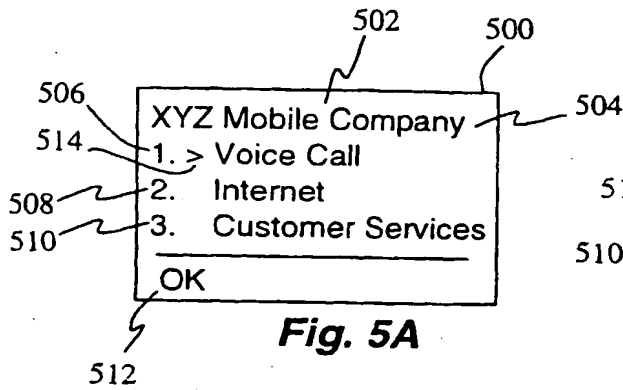 502
500
506
XYZ Mobile Company
504
514
1. > Voice Call
508
2. Internet
51
510
3. Customer Services
510
OK
Fig. 5A
512